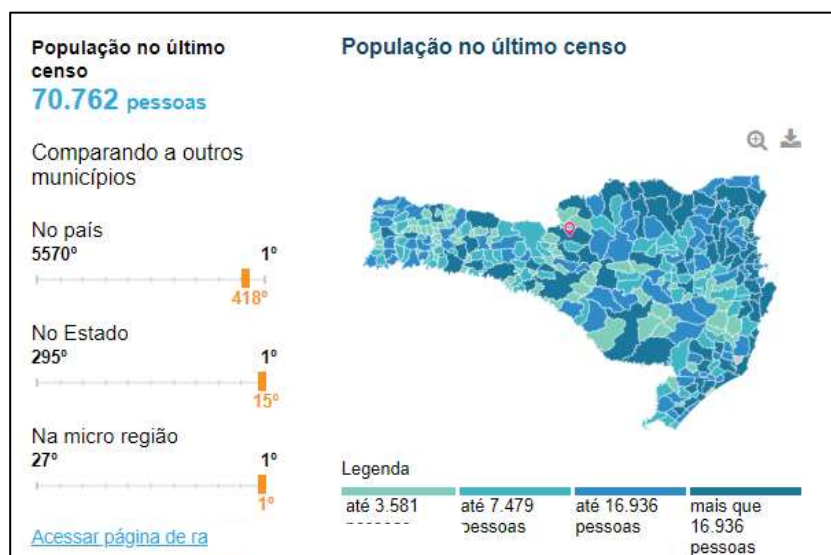 População no último
censo
70.762 pessoas
Comparando a outros
municípios
No país
5570º 1º
418º
No Estado
295º 1º
15º
Na micro região
27º 1º
1º
Acessar página de ra
População no último censo
Legenda
até 3.581
até 7.479
pessoas
até 16.936
pessoas
mais que
16.936
pessoas